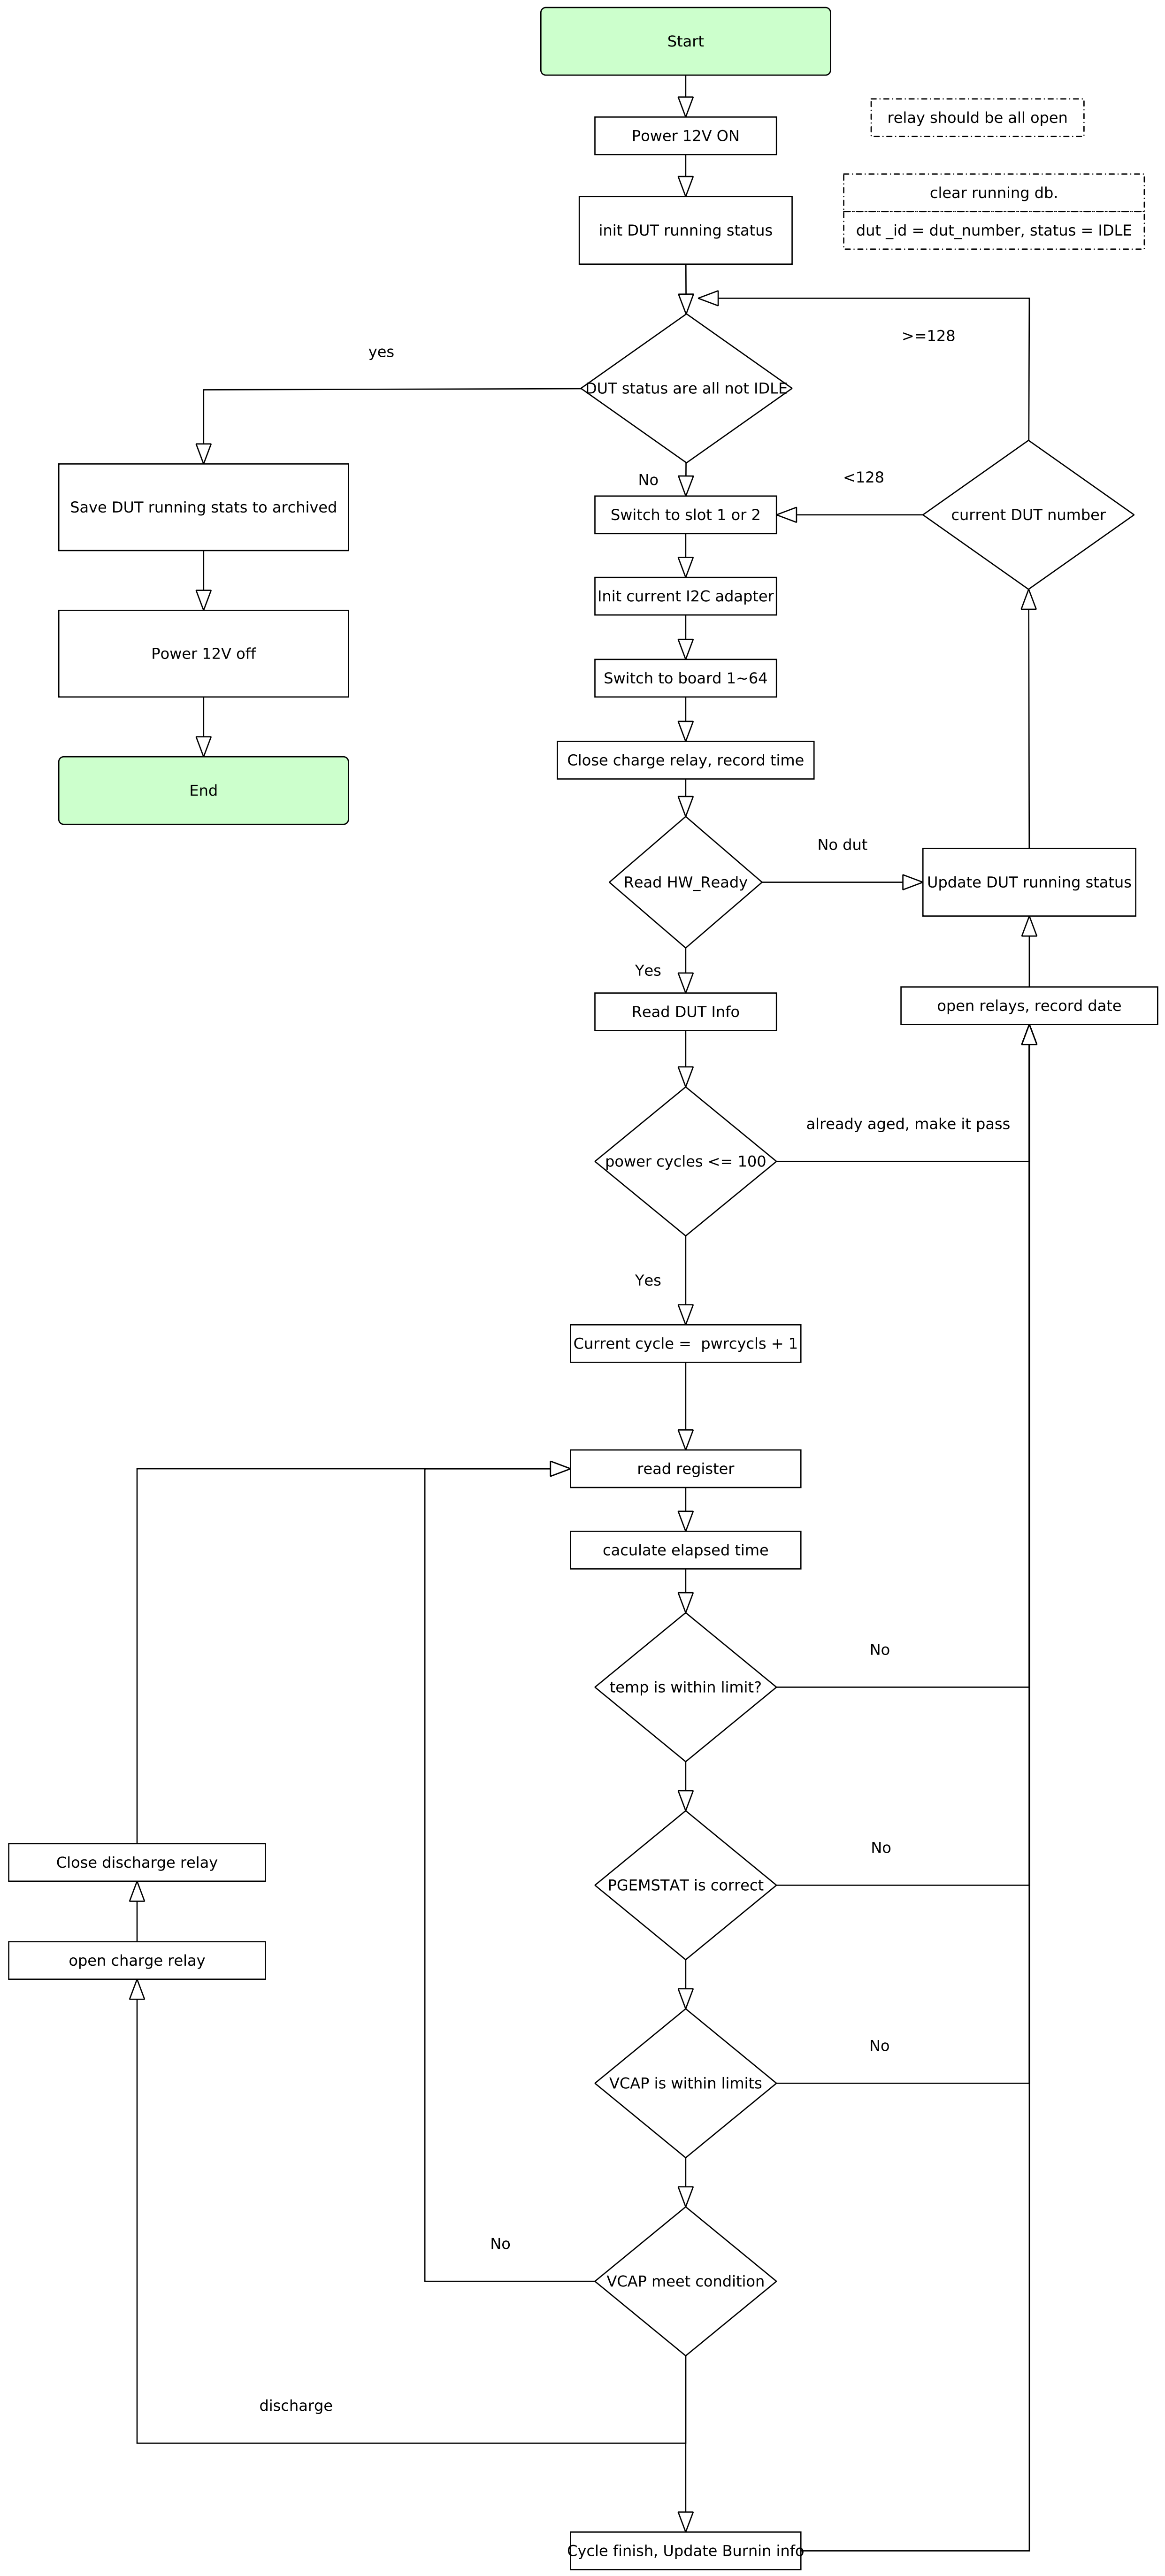 Start
Power 12V ON
relay should be all open
clear running db.
init DUT running status
dut _id = dut_number, status = IDLE
>=128
yes
DUT status are all not IDLE
No
<128
Save DUT running stats to archived
Switch to slot 1 or 2
current DUT number
Init current I2C adapter
Power 12V off
Switch to board 1~64
Close charge relay, record time
End
No dut
Read HW_Ready
Update DUT running status
Yes
Read DUT Info
open relays, record date
already aged, make it pass
power cycles <= 100
Yes
Current cycle =  pwrcycls + 1
read register
caculate elapsed time
No
temp is within limit?
No
Close discharge relay
PGEMSTAT is correct
open charge relay
No
VCAP is within limits
No
VCAP meet condition
discharge
Cycle finish, Update Burnin info